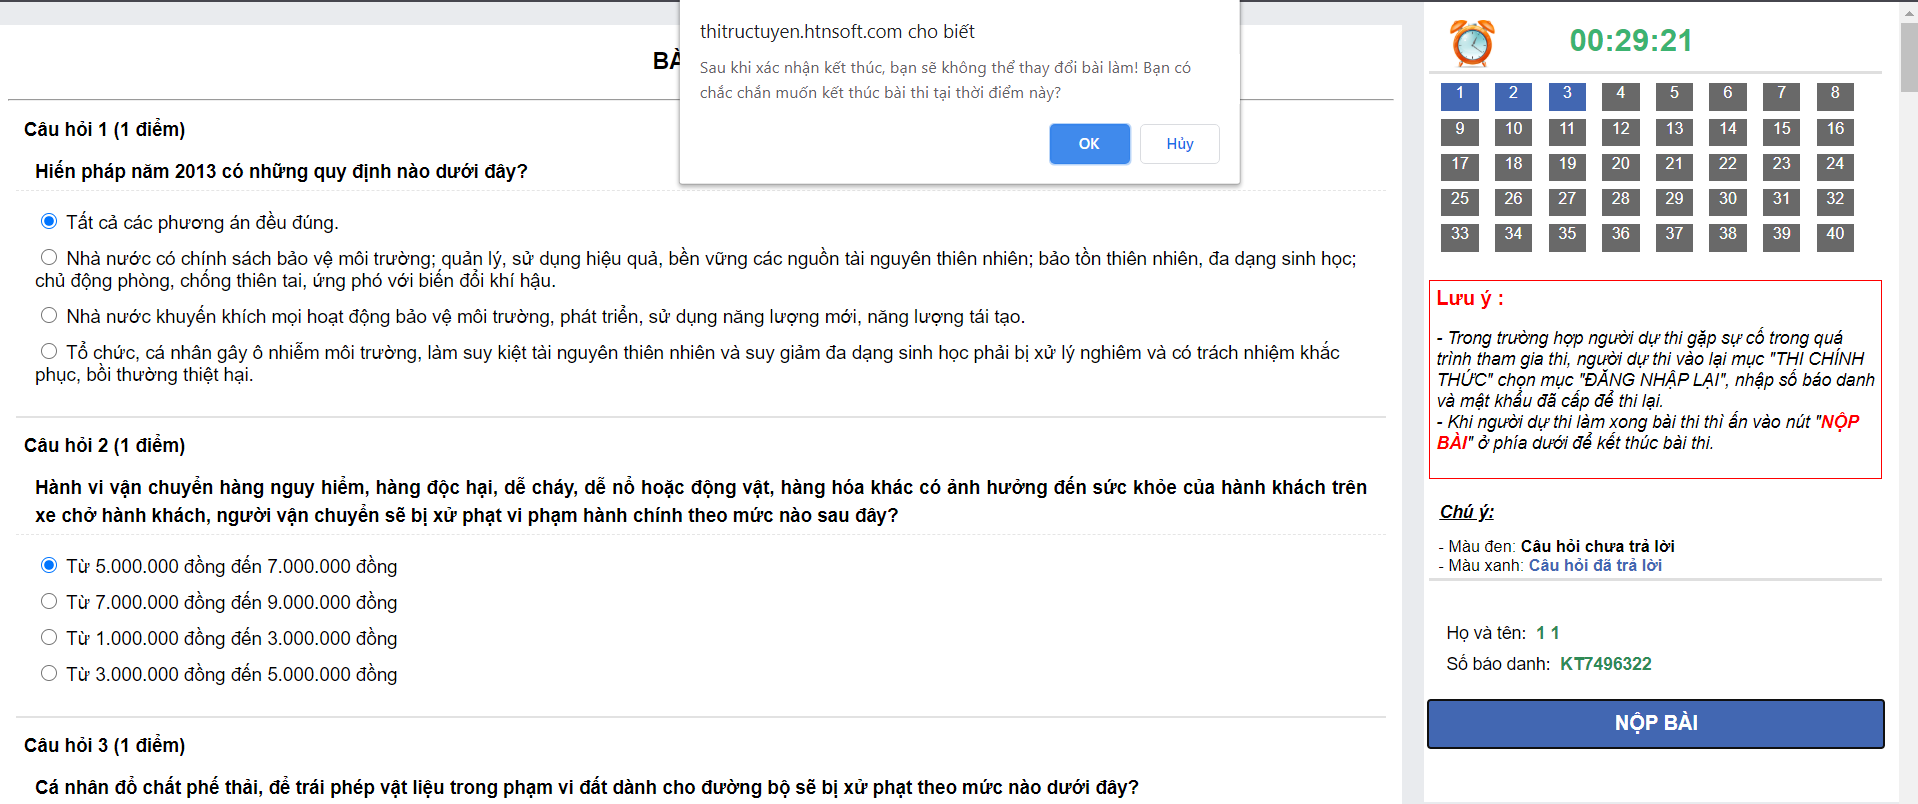 BÀ
thitructuyen.htnsoft.com cho biết
Sau khi xác nhận kết thúc, bạn sẽ không thể thay đổi bài làm! Bạn có
chắc chắn muốn kết thúc bài thi tại thời điểm này?
OK
Hủy
Câu hỏi 1 (1 điểm)
Hiến pháp năm 2013 có những quy định nào dưới đây?
Tất cả các phương án đều đúng.
Nhà nước có chính sách bảo vệ môi trường; quản lý, sử dụng hiệu quả, bền vững các nguồn tài nguyên thiên nhiên; bảo tồn thiên nhiên, đa dạng sinh học;
chủ động phòng, chống thiên tai, ứng phó với biến đổi khí hậu.
Nhà nước khuyến khích mọi hoạt động bảo vệ môi trường, phát triển, sử dụng năng lượng mới, năng lượng tái tạo.
Tổ chức, cá nhân gây ô nhiễm môi trường, làm suy kiệt tài nguyên thiên nhiên và suy giảm đa dạng sinh học phải bị xử lý nghiêm và có trách nhiệm khắc
phục, bồi thường thiệt hại.
Câu hỏi 2 (1 điểm)
Hành vi vận chuyển hàng nguy hiểm, hàng độc hại, dễ cháy, dễ nổ hoặc động vật, hàng hóa khác có ảnh hưởng đến sức khỏe của hành khách trên
xe chở hành khách, người vận chuyển sẽ bị xử phạt vi phạm hành chính theo mức nào sau đây?
Từ 5.000.000 đồng đến 7.000.000 đồng
Từ 7.000.000 đồng đến 9.000.000 đồng
Từ 1.000.000 đồng đến 3.000.000 đồng
Từ 3.000.000 đồng đến 5.000.000 đồng
Câu hỏi 3 (1 điểm)
Cá nhân đổ chất phế thải, để trái phép vật liệu trong phạm vi đất dành cho đường bộ sẽ bị xử phạt theo mức nào dưới đây?
00:29:21
1 2 3 4 5 6 7 8
9 10 11 12 13 14 15 16
17 18 19 20 21 22 23 24
25 26 27 28 29 30 31 32
33 34 35 36 37 38 39 40
Lưu ý :
- Trong trường hợp người dự thi gặp sự cố trong quá
trình tham gia thi, người dự thi vào lại mục "THI CHÍNH
THỨC" chọn mục "ĐĂNG NHẬP LẠI", nhập số báo danh
và mật khẩu đã cấp để thi lại.
- Khi người dự thi làm xong bài thi thì ấn vào nút "NỘP
BÀI" ở phía dưới để kết thúc bài thi.
Chú ý:
- Màu đen: Câu hỏi chưa trả lời
- Màu xanh: Câu hỏi đã trả lời
Họ và tên: 1 1
Số báo danh: KT7496322
NỘP BÀI